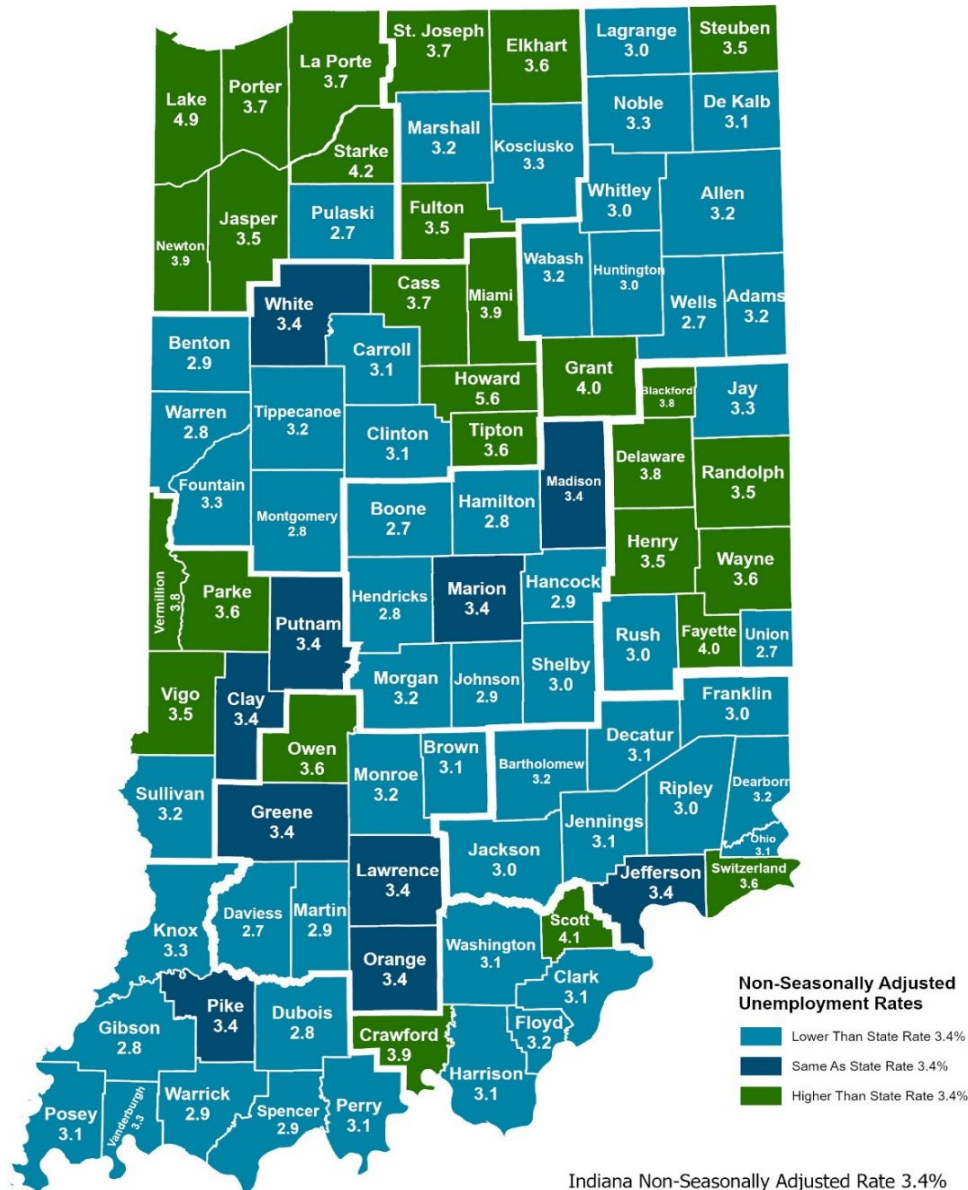 St. Joseph
3.7
Elkhart
3.6
Lagrange
3.0
Steuben
3.5
La Porte
3.7
Porter
3.7
Lake
4.9
Noble
3.3
De Kalb
3.1
Marshall
3.2
Kosciusko
3.3
Starke
4.2
Whitley
3.0
Allen
3.2
Pulaski
2.7
Fulton
3.5
Jasper
3.5
Newton
3.9
Wabash
3.2
Huntington
3.0
Wells
2.7
Adams
3.2
White
3.4
Cass
3.7
Miami
3.9
Benton
2.9
Carroll
3.1
Grant
4.0
Howard
5.6
Blackford
3.8
Jay
3.3
Warren
2.8
Tippecanoe
3.2
Clinton
3.1
Tipton
3.6
Delaware
3.8
Randolph
3.5
Madison
3.4
Fountain
3.3
Montgomery
2.8
Boone
2.7
Hamilton
2.8
Henry
3.5
Wayne
3.6
Vermillion
3.8
Parke
3.6
Putnam
3.4
Hendricks
2.8
Marion
3.4
Hancock
2.9
Rush
3.0
Fayette
4.0
Union
2.7
Vigo
3.5
Clay
3.4
Morgan
3.2
Johnson
2.9
Shelby
3.0
Franklin
3.0
Owen
3.6
Decatur
3.1
Brown
3.1
Monroe
3.2
Bartholomew
3.2
Ripley
3.0
Dearborn
3.2
Sullivan
3.2
Greene
3.4
Jennings
3.1
Ohio
3.1
Jackson
3.0
Lawrence
3.4
Jefferson
3.4
Switzerland
3.6
Knox
3.3
Daviess
2.7
Martin
2.9
Scott
4.1
Washington
3.1
Orange
3.4
Clark
3.1
Pike
3.4
Dubois
2.8
Gibson
2.8
Floyd
3.2
Crawford
3.9
Harrison
3.1
Posey
3.1
Vanderburgh
3.3
Warrick
2.9
Spencer
2.9
Perry
3.1
Non-Seasonally Adjusted
Unemployment Rates
Lower Than State Rate 3.4%
Same As State Rate 3.4%
Higher Than State Rate 3.4%
Indiana Non-Seasonally Adjusted Rate 3.4%